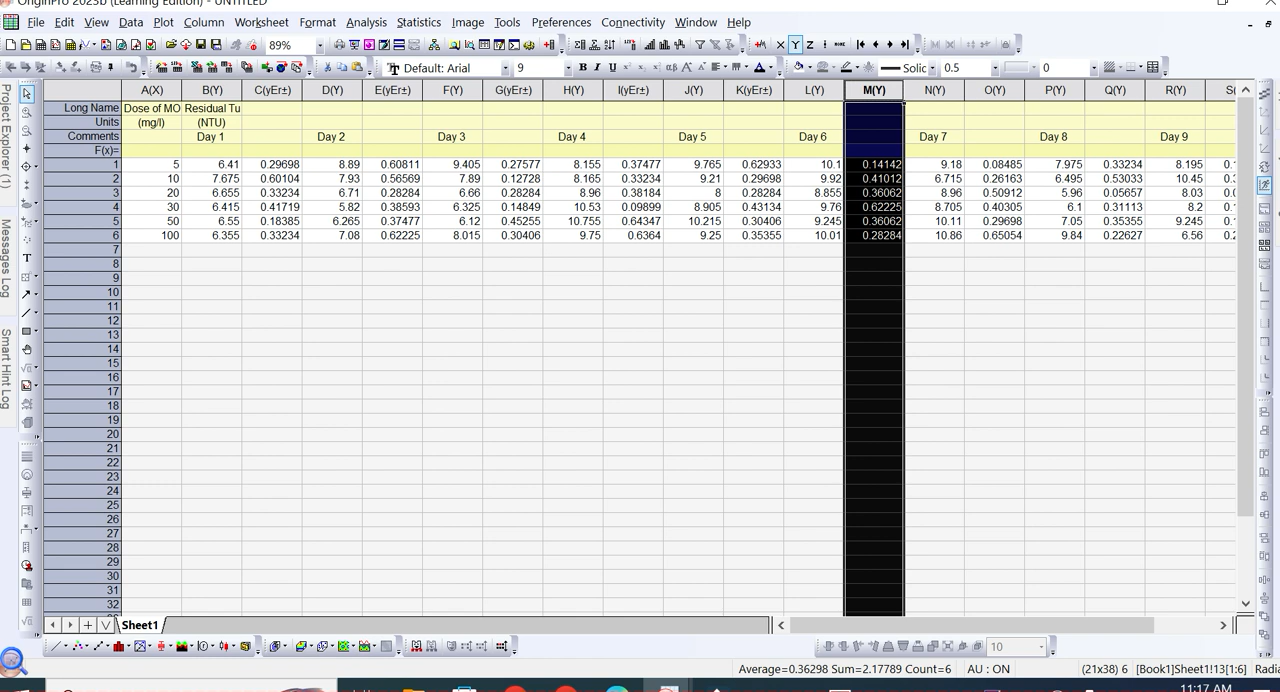 OriginPro 2023b (Learning Edition) - UNTITLED
File Edit View Data Plot Column Worksheet Format Analysis Statistics Image Tools Preferences Connectivity Window Help
89%
X Y Z
Default: Arial 9 B I U Solic 0.5 0
A(X) B(Y) C(yEr±) D(Y) E(yEr±) F(Y) G(yEr±) H(Y) I(yEr±) J(Y) K(yEr±) L(Y) M(Y) N(Y) O(Y) P(Y) Q(Y) R(Y) S(
Long Name Dose of MO Residual Tu
Units (mg/l) (NTU)
Comments Day 1 Day 2 Day 3 Day 4 Day 5 Day 6 Day 7 Day 8 Day 9
F(x)=
1 5 6.41 0.29698 8.89 0.60811 9.405 0.27577 8.155 0.37477 9.765 0.62933 10.1 0.14142 9.18 0.08485 7.975 0.33234 8.195 0.1
2 10 7.675 0.60104 7.93 0.56569 7.89 0.12728 8.165 0.33234 9.21 0.29698 9.92 0.41012 6.715 0.26163 6.495 0.53033 10.45 0.
3 20 6.655 0.33234 6.71 0.28284 6.66 0.28284 8.96 0.38184 8 0.28284 8.855 0.36062 8.96 0.50912 5.96 0.05657 8.03 0.
4 30 6.415 0.41719 5.82 0.38593 6.325 0.14849 10.53 0.09899 8.905 0.43134 9.76 0.62225 8.705 0.40305 6.1 0.31113 8.2 0.
5 50 6.55 0.18385 6.265 0.37477 6.12 0.45255 10.755 0.64347 10.215 0.30406 9.245 0.36062 10.11 0.29698 7.05 0.35355 9.245 0.
6 100 6.355 0.33234 7.08 0.62225 8.015 0.30406 9.75 0.6364 9.25 0.35355 10.01 0.28284 10.86 0.65054 9.84 0.22627 6.56 0.2
7
8
9
10
11
12
13
14
15
16
17
18
19
20
21
22
23
24
25
26
27
28
29
30
31
32
Project Explorer (1)
Messages Log
Smart Hint Log
T
Sheet1
10
Average=0.36298 Sum=2.17789 Count=6 AU : ON (21x38) 6 [Book1]Sheet1!13[1:6] Radia
11:17 AM